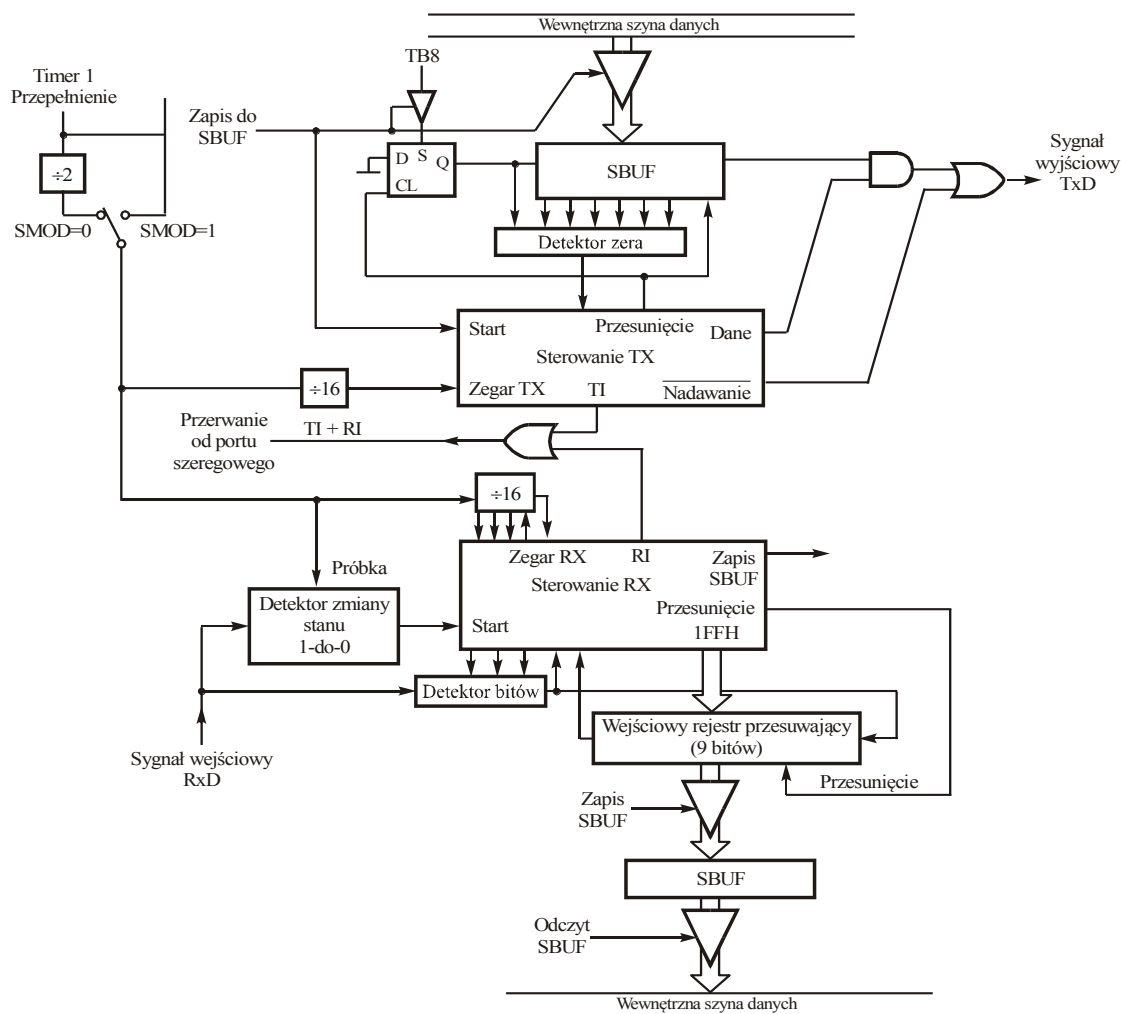 Wewnętrzna szyna danych
TB8
Timer 1
Przepełnienie
Zapis do
SBUF
÷2
D S Q
CL
SBUF
Sygnał
wyjściowy
TxD
SMOD=0
SMOD=1
Detektor zera
Start
Przesunięcie
Dane
Sterowanie TX
÷16
Zegar TX
TI
Nadawanie
Przerwanie
od portu
szeregowego
TI + RI
÷16
Zegar RX
RI
Zapis
SBUF
Sterowanie RX
Próbka
Detektor zmiany
stanu
1-do-0
Start
Przesunięcie
1FFH
Detektor bitów
Wejściowy rejestr przesuwający
(9 bitów)
Sygnał wejściowy
RxD
Przesunięcie
Zapis
SBUF
SBUF
Odczyt
SBUF
Wewnętrzna szyna danych